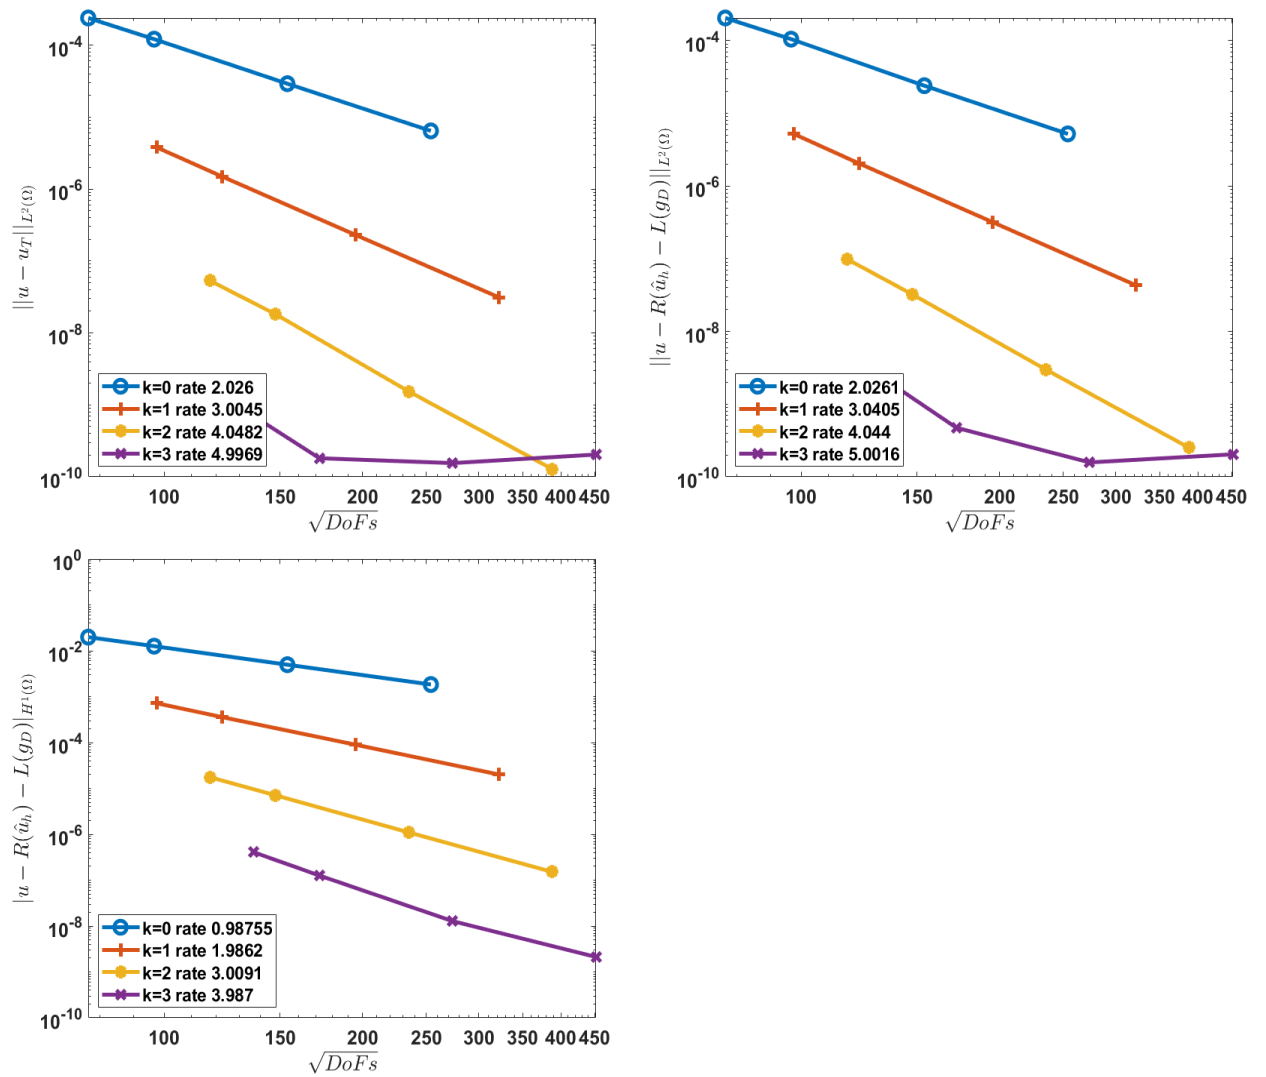 10^-4
10^-6
10^-8
10^-10
||u − u_T||_{L²(Ω)}
k=0 rate 2.026
k=1 rate 3.0045
k=2 rate 4.0482
k=3 rate 4.9969
100 150 200 250 300 350 400 450
√DoFs
10^-4
10^-6
10^-8
10^-10
||u − R(û_h) − L(g_D)||_{L²(Ω)}
k=0 rate 2.0261
k=1 rate 3.0405
k=2 rate 4.044
k=3 rate 5.0016
100 150 200 250 300 350 400 450
√DoFs
10^0
10^-2
10^-4
10^-6
10^-8
10^-10
|u − R(û_h) − L(g_D)|_{H¹(Ω)}
k=0 rate 0.98755
k=1 rate 1.9862
k=2 rate 3.0091
k=3 rate 3.987
100 150 200 250 300 350 400 450
√DoFs